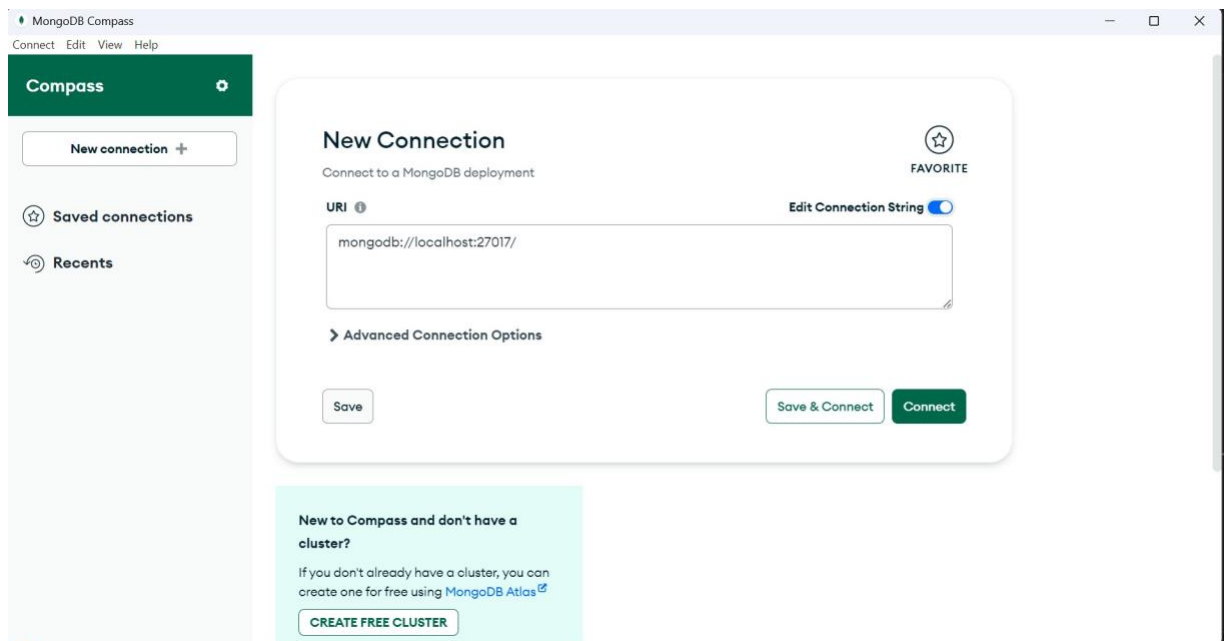 MongoDB Compass
Connect Edit View Help
Compass
New connection
Saved connections
Recents
New Connection
Connect to a MongoDB deployment
FAVORITE
URI
Edit Connection String
mongodb://localhost:27017/
Advanced Connection Options
Save
Save & Connect
Connect
New to Compass and don't have a
cluster?
If you don't already have a cluster, you can
create one for free using MongoDB Atlas
CREATE FREE CLUSTER